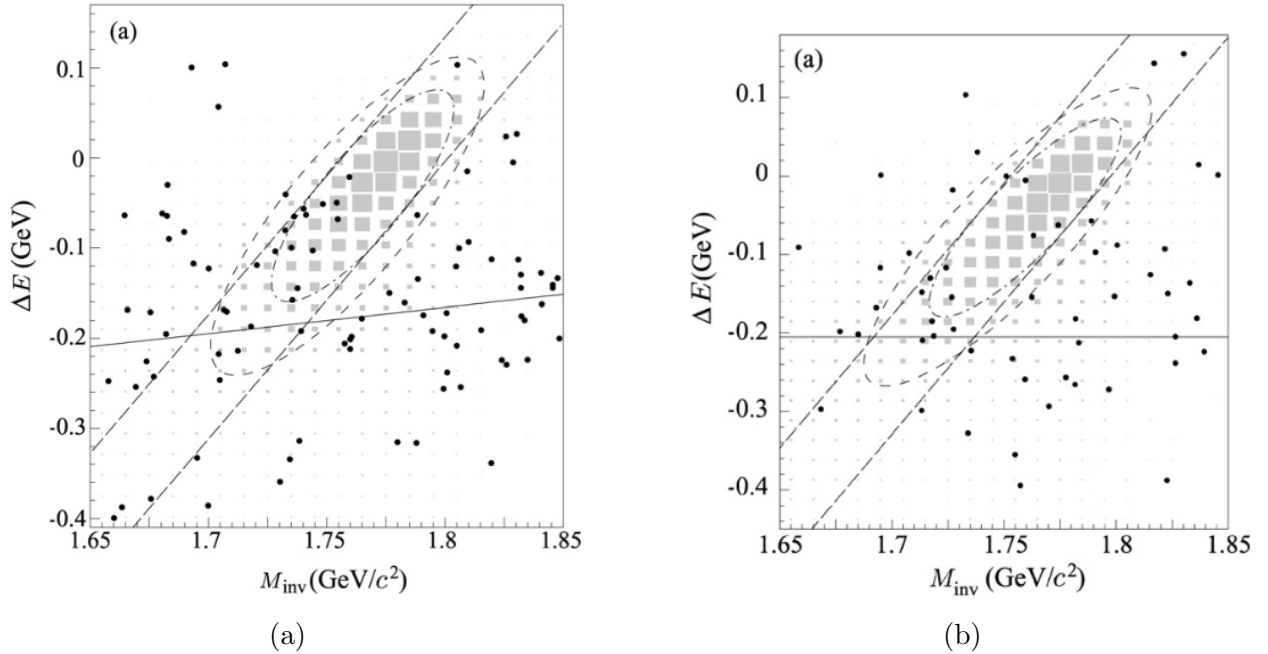 (a)
ΔE (GeV)
0.1
0
-0.1
-0.2
-0.3
-0.4
1.65
1.7
1.75
1.8
1.85
M_inv (GeV/c²)
(a)
(a)
ΔE (GeV)
0.1
0
-0.1
-0.2
-0.3
-0.4
1.65
1.7
1.75
1.8
1.85
M_inv (GeV/c²)
(b)